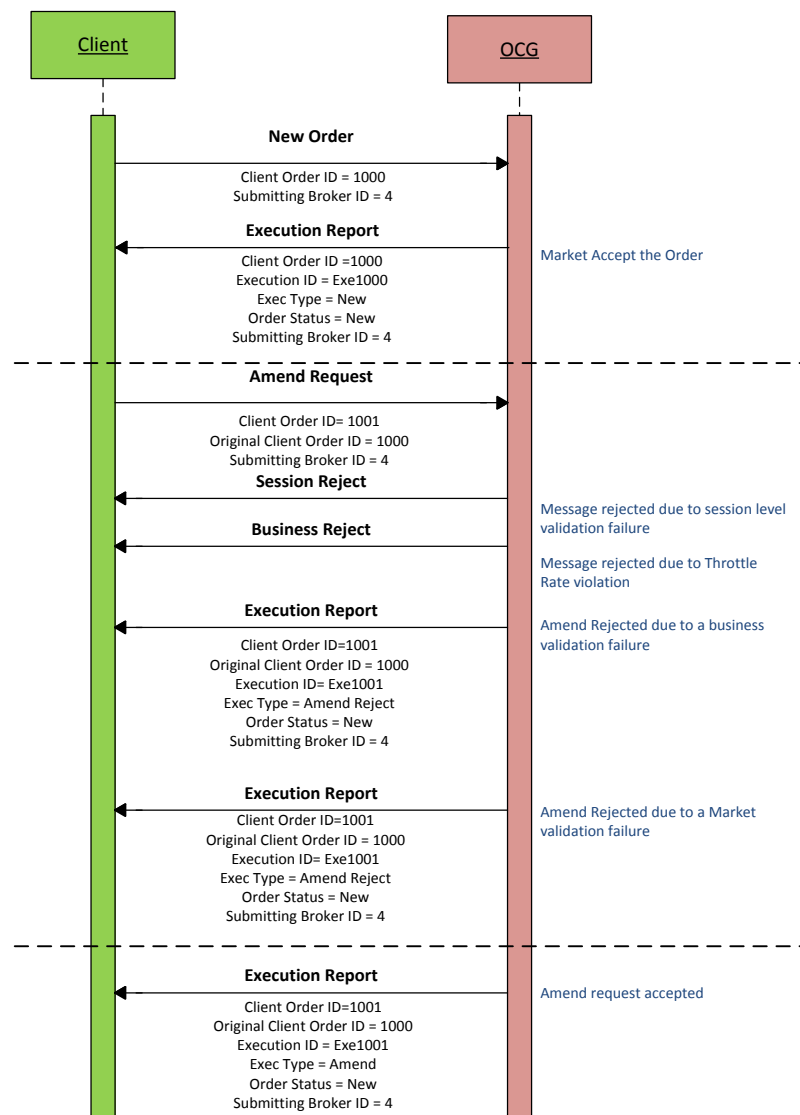 Client
OCG
New Order
Client Order ID = 1000
Submitting Broker ID = 4
Execution Report
Market Accept the Order
Client Order ID =1000
Execution ID = Exe1000
Exec Type = New
Order Status = New
Submitting Broker ID = 4
Amend Request
Client Order ID= 1001
Original Client Order ID = 1000
Submitting Broker ID = 4
Session Reject
Message rejected due to session level
validation failure
Business Reject
Message rejected due to Throttle
Rate violation
Execution Report
Amend Rejected due to a business
validation failure
Client Order ID=1001
Original Client Order ID = 1000
Execution ID= Exe1001
Exec Type = Amend Reject
Order Status = New
Submitting Broker ID = 4
Execution Report
Amend Rejected due to a Market
validation failure
Client Order ID=1001
Original Client Order ID = 1000
Execution ID= Exe1001
Exec Type = Amend Reject
Order Status = New
Submitting Broker ID = 4
Execution Report
Amend request accepted
Client Order ID=1001
Original Client Order ID = 1000
Execution ID = Exe1001
Exec Type = Amend
Order Status = New
Submitting Broker ID = 4